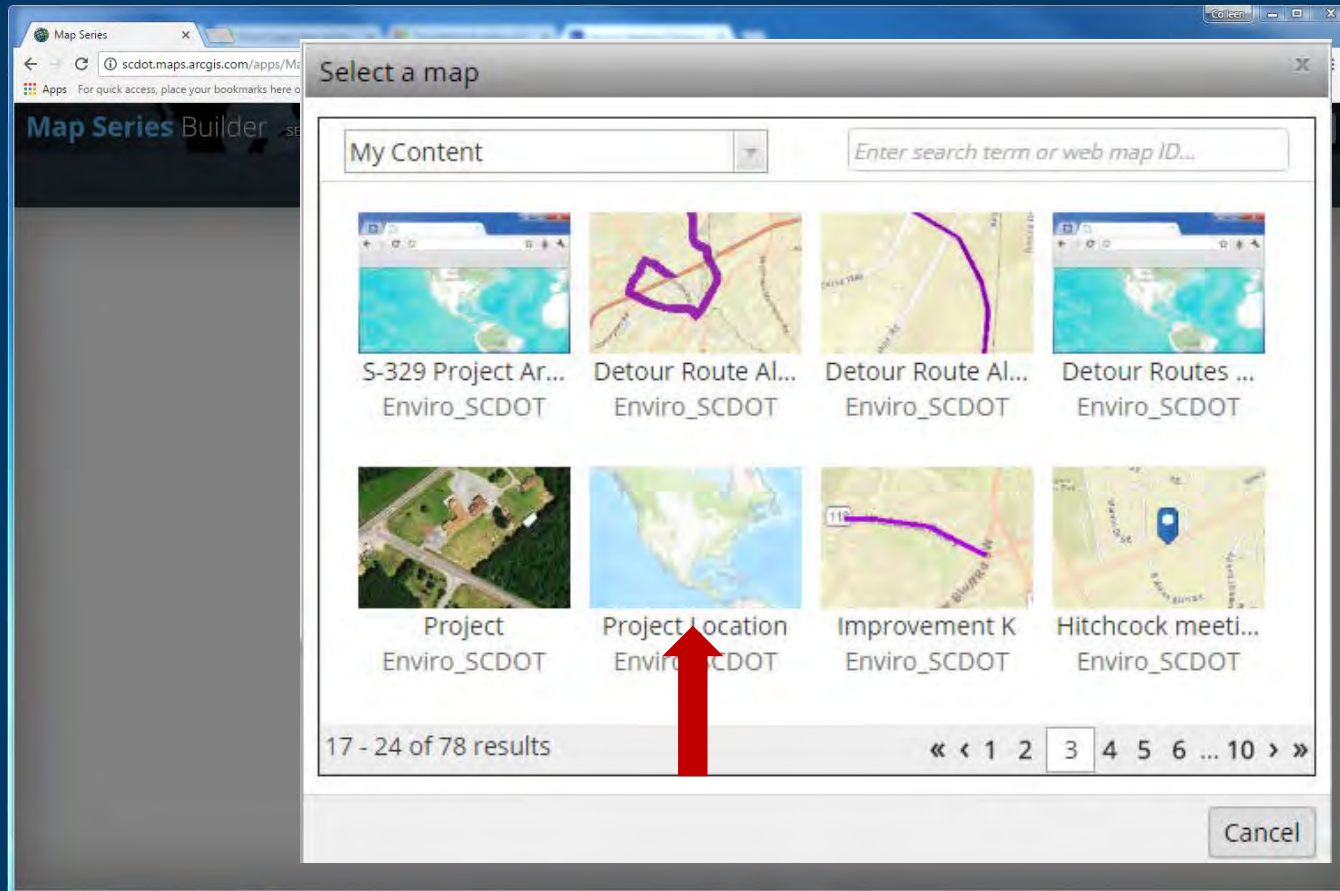 Colleen
Map Series
scdot.maps.arcgis.com/apps/Ma
Apps For quick access, place your bookmarks here o
Map Series Builder SE
Select a map
My Content
Enter search term or web map ID...
S-329 Project Ar... Detour Route Al... Detour Route Al... Detour Routes ...
Enviro_SCDOT Enviro_SCDOT Enviro_SCDOT Enviro_SCDOT
Project Project Location Improvement K Hitchcock meeti...
Enviro_SCDOT Enviro_SCDOT Enviro_SCDOT Enviro_SCDOT
17 - 24 of 78 results
« ‹ 1 2 3 4 5 6 ... 10 › »
Cancel